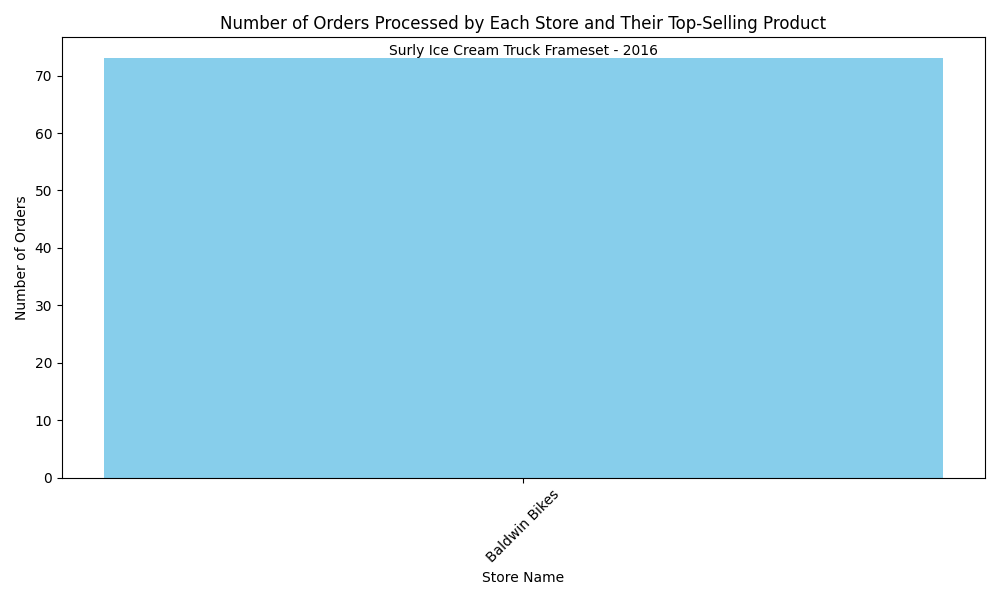 Number of Orders Processed by Each Store and Their Top-Selling Product
Surly Ice Cream Truck Frameset - 2016
70
60
50
40
30
20
10
0
Number of Orders
Baldwin Bikes
Store Name